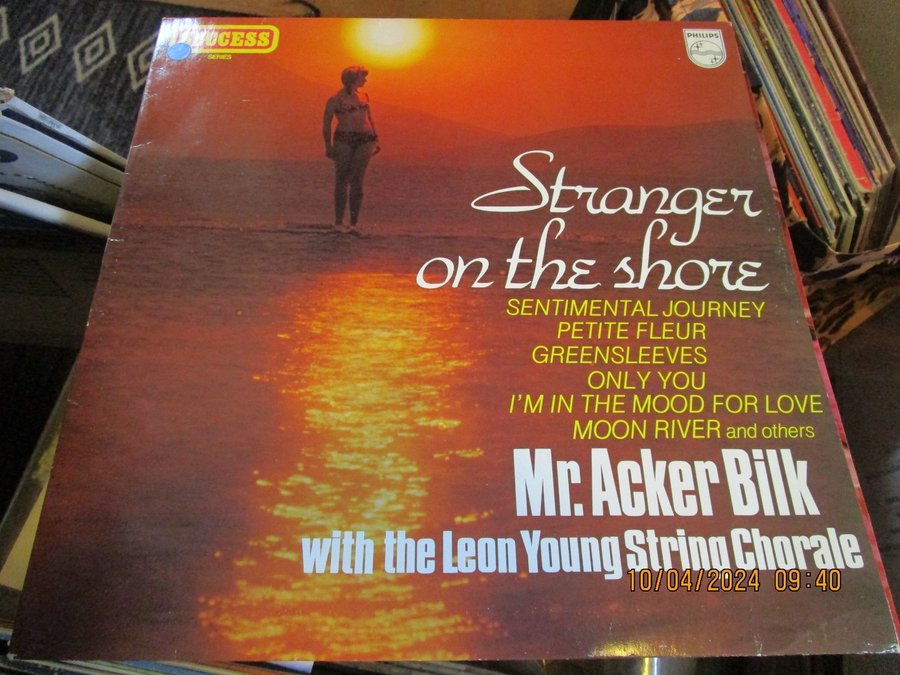 SUCCESS
SERIES
PHILIPS
Stranger
on the shore
SENTIMENTAL JOURNEY
PETITE FLEUR
GREENSLEEVES
ONLY YOU
I'M IN THE MOOD FOR LOVE
MOON RIVER and others
Mr. Acker Bilk
with the Leon Young String Chorale
10/04/2024 09:40